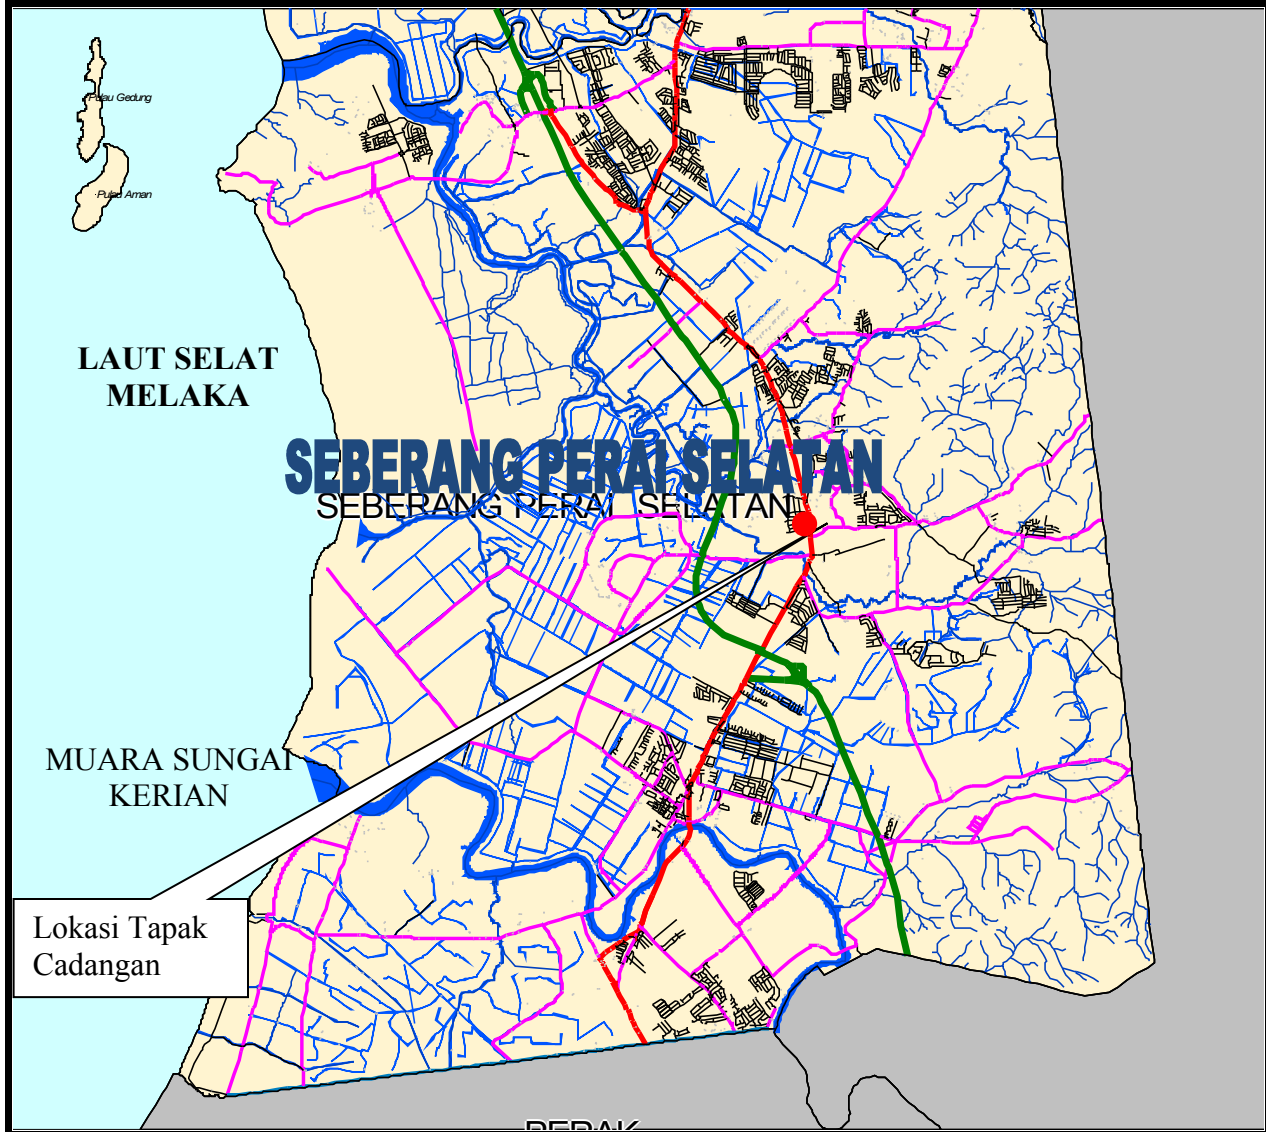 Pulau Gedung
Pulau Aman
LAUT SELAT
MELAKA
SEBERANG PERAI SELATAN
SEBERANG PERAI SELATAN
MUARA SUNGAI
KERIAN
Lokasi Tapak
Cadangan
PERAK